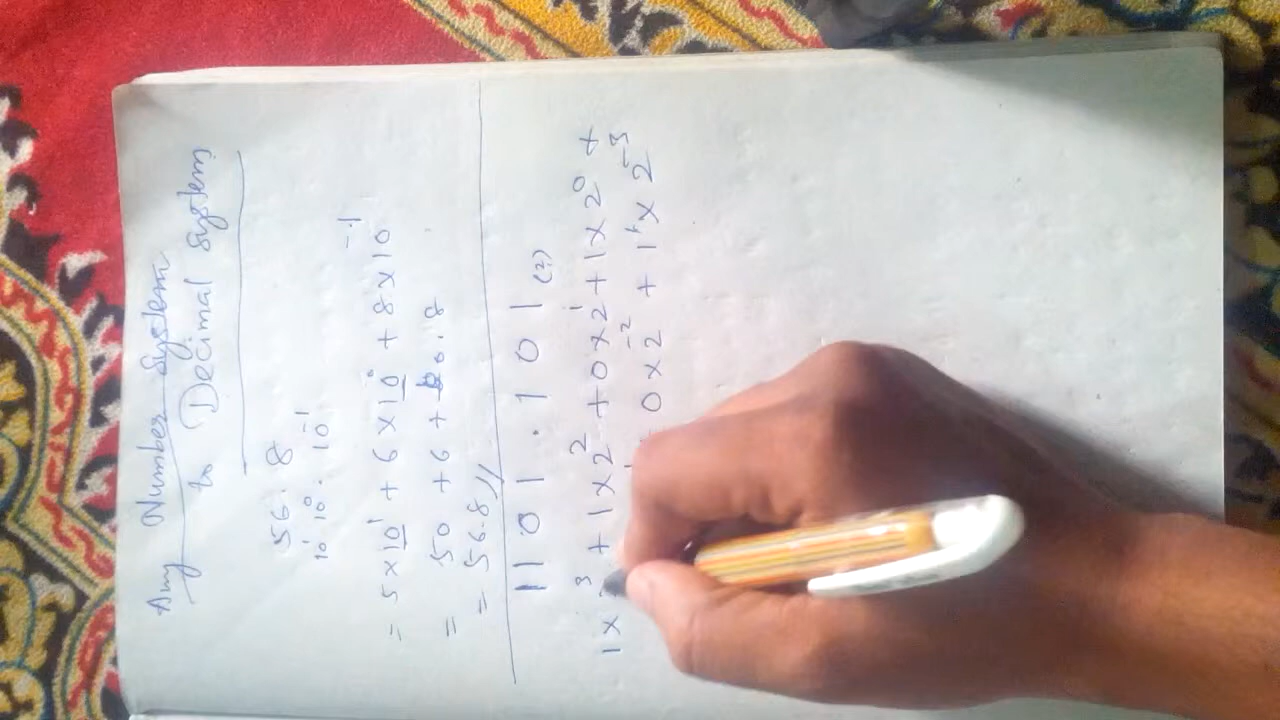 Any Number System
to Decimal System
56.8
10¹ 10⁰ . 10⁻¹
= 5×10¹ + 6×10⁰ + 8×10⁻¹
= 50 + 6 + 0.8
= 56.8 //
1101.101(2)
1× ³ + 1×2² + 0×2¹ + 1×2⁰ +
0×2⁻² + 1×2⁻³